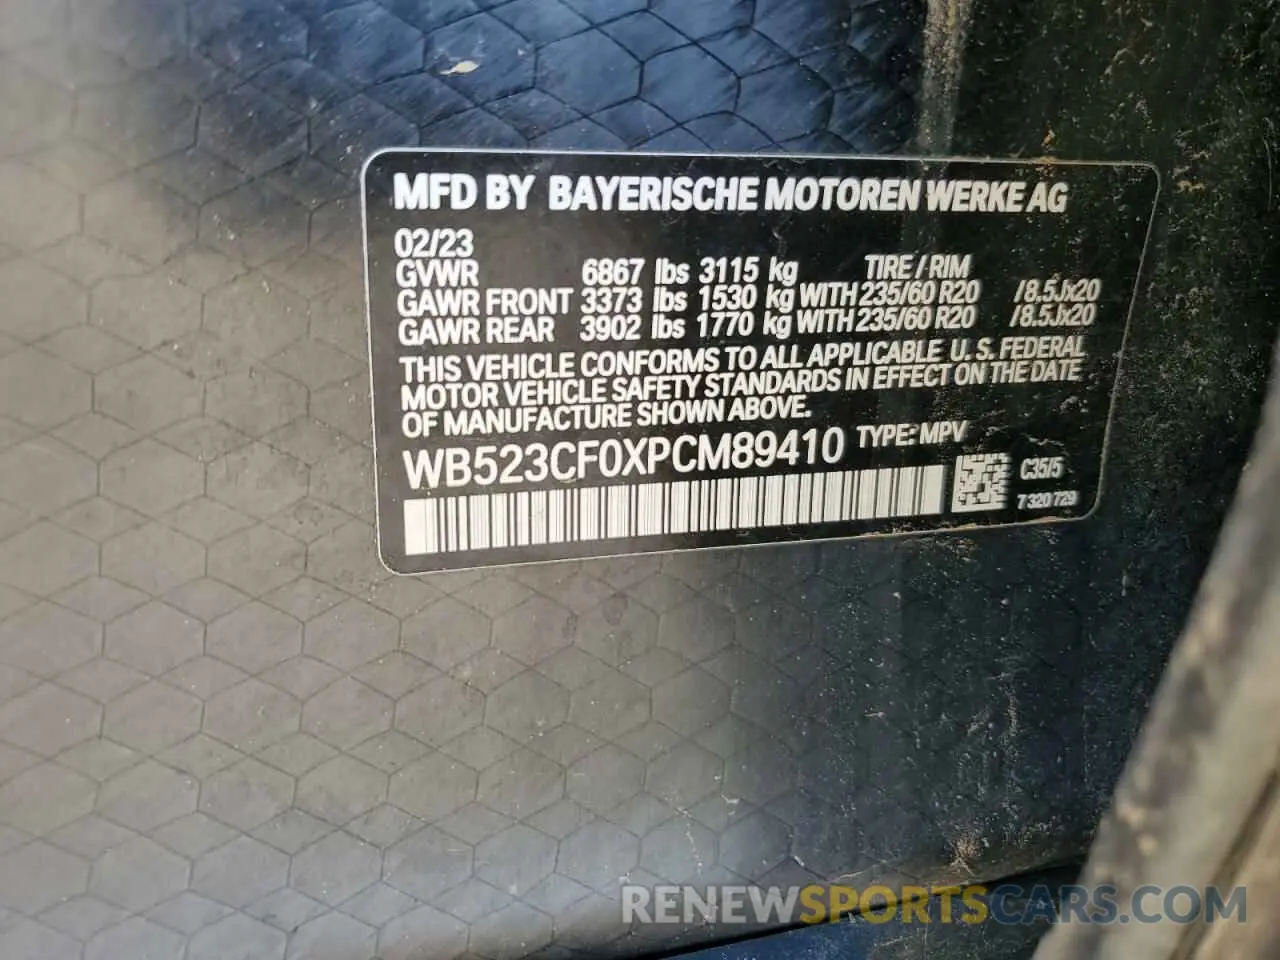 MFD BY BAYERISCHE MOTOREN WERKE AG
02/23
GVWR 6867 lbs 3115 kg TIRE / RIM
GAWR FRONT 3373 lbs 1530 kg WITH 235/60 R20 /8.5Jx20
GAWR REAR 3902 lbs 1770 kg WITH 235/60 R20 /8.5Jx20
THIS VEHICLE CONFORMS TO ALL APPLICABLE U.S. FEDERAL
MOTOR VEHICLE SAFETY STANDARDS IN EFFECT ON THE DATE
OF MANUFACTURE SHOWN ABOVE.
WB523CF0XPCM89410 TYPE: MPV
C35/5
7 320 729
RENEWSPORTSCARS.COM